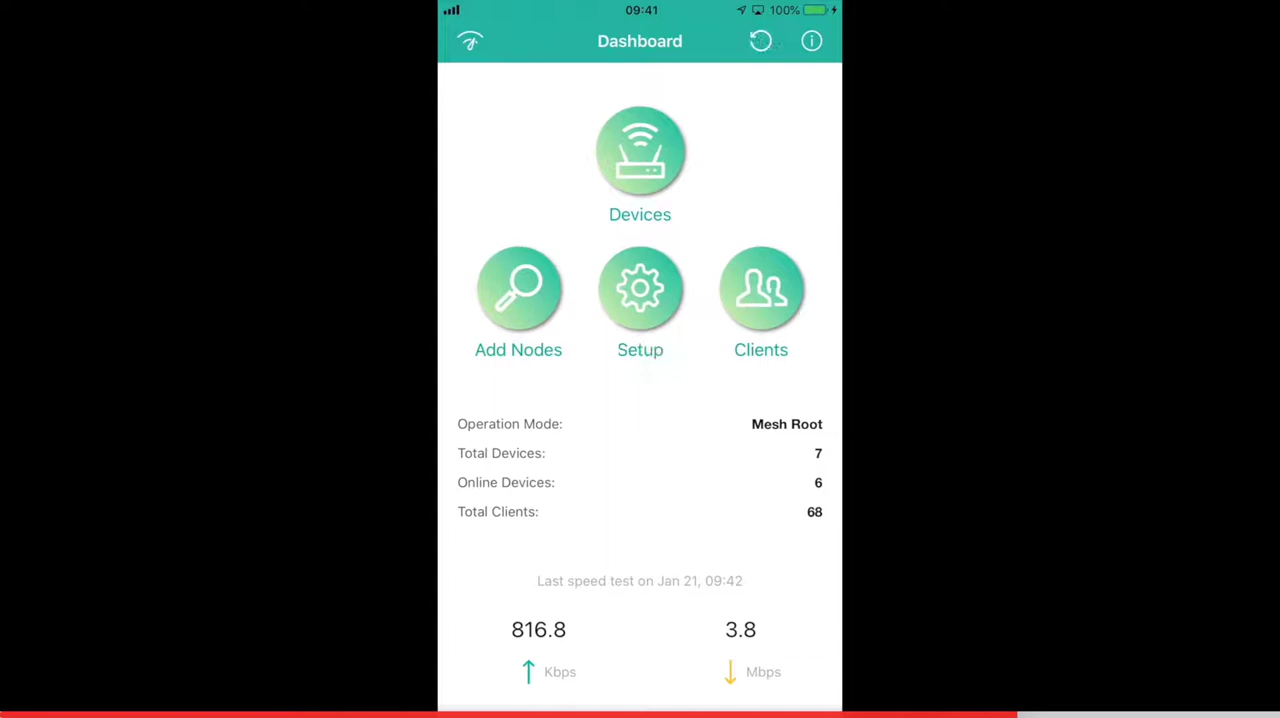 09:41
100%
Dashboard
Devices
Add Nodes
Setup
Clients
Operation Mode: Mesh Root
Total Devices: 7
Online Devices: 6
Total Clients: 68
Last speed test on Jan 21, 09:42
816.8
3.8
Kbps
Mbps